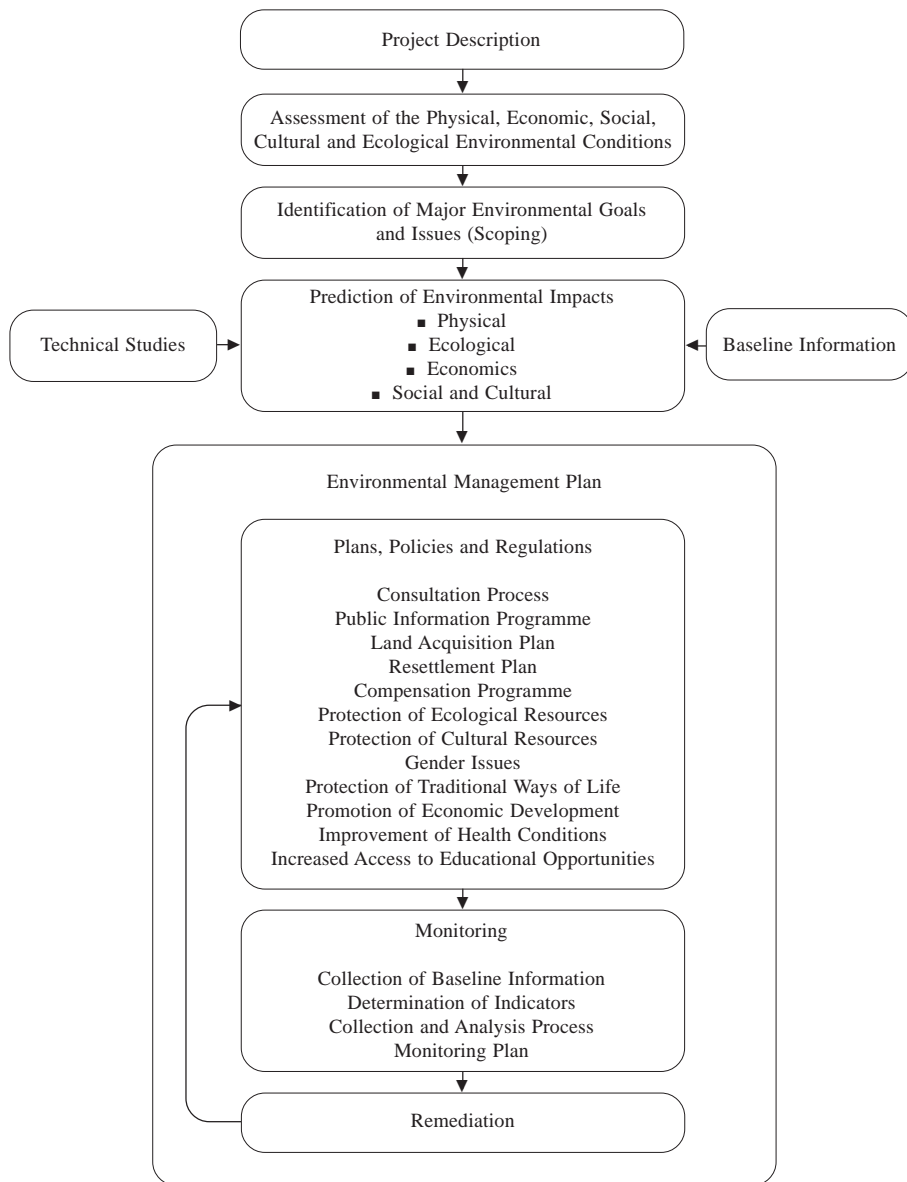 Project Description
Assessment of the Physical, Economic, Social,
Cultural and Ecological Environmental Conditions
Identification of Major Environmental Goals
and Issues (Scoping)
Prediction of Environmental Impacts
■ Physical
■ Ecological
■ Economics
■ Social and Cultural
Technical Studies
Baseline Information
Environmental Management Plan
Plans, Policies and Regulations
Consultation Process
Public Information Programme
Land Acquisition Plan
Resettlement Plan
Compensation Programme
Protection of Ecological Resources
Protection of Cultural Resources
Gender Issues
Protection of Traditional Ways of Life
Promotion of Economic Development
Improvement of Health Conditions
Increased Access to Educational Opportunities
Monitoring
Collection of Baseline Information
Determination of Indicators
Collection and Analysis Process
Monitoring Plan
Remediation